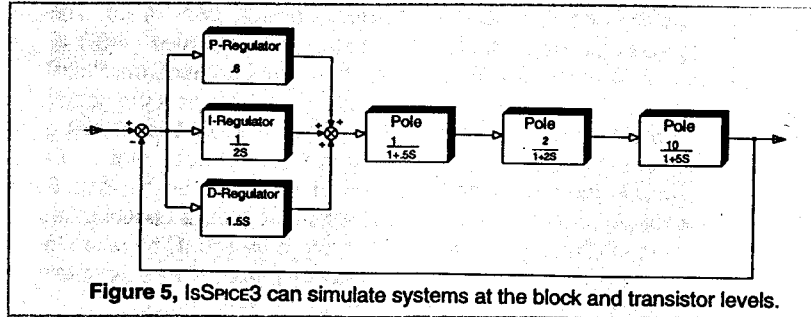 P-Regulator
.6
I-Regulator
1
2S
D-Regulator
1.5S
+
-
+
+
+
Pole
1
1+.5S
Pole
2
1+2S
Pole
10
1+5S
Figure 5, IsSpice3 can simulate systems at the block and transistor levels.